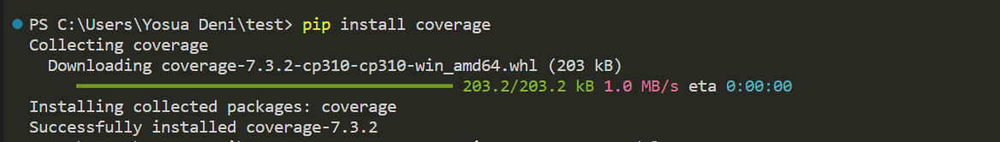 PS C:\Users\Yosua Deni\test> pip install coverage
Collecting coverage
Downloading coverage-7.3.2-cp310-cp310-win_amd64.whl (203 kB)
203.2/203.2 kB 1.0 MB/s eta 0:00:00
Installing collected packages: coverage
Successfully installed coverage-7.3.2